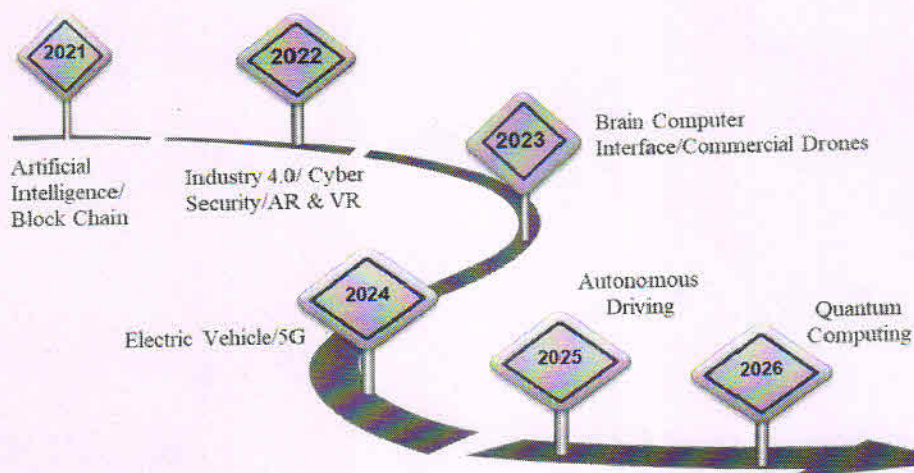 2021
Artificial
Intelligence/
Block Chain
2022
Industry 4.0/ Cyber
Security/AR & VR
2023
Brain Computer
Interface/Commercial Drones
2024
Electric Vehicle/5G
2025
Autonomous
Driving
2026
Quantum
Computing